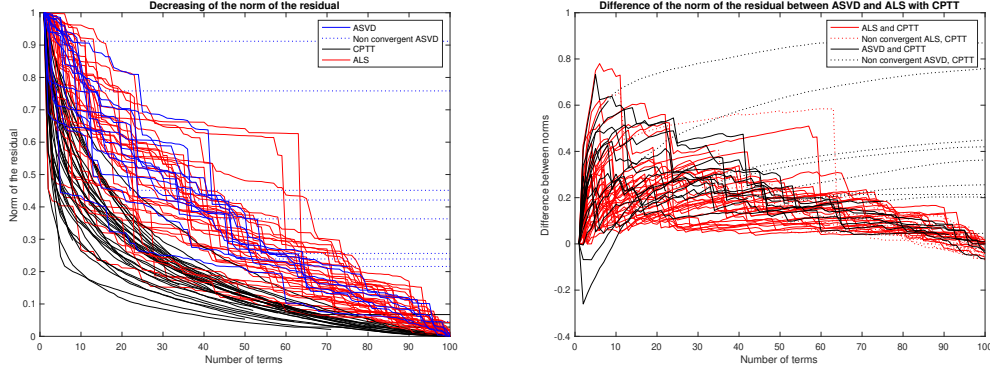 Decreasing of the norm of the residual
1
0.9
0.8
0.7
0.6
0.5
0.4
0.3
0.2
0.1
0
Norm of the residual
0 10 20 30 40 50 60 70 80 90 100
Number of terms
ASVD
Non convergent ASVD
CPTT
ALS
Difference of the norm of the residual between ASVD and ALS with CPTT
1
0.8
0.6
0.4
0.2
0
-0.2
-0.4
Difference between norms
0 10 20 30 40 50 60 70 80 90 100
Number of terms
ALS and CPTT
Non convergent ALS, CPTT
ASVD and CPTT
Non convergent ASVD, CPTT